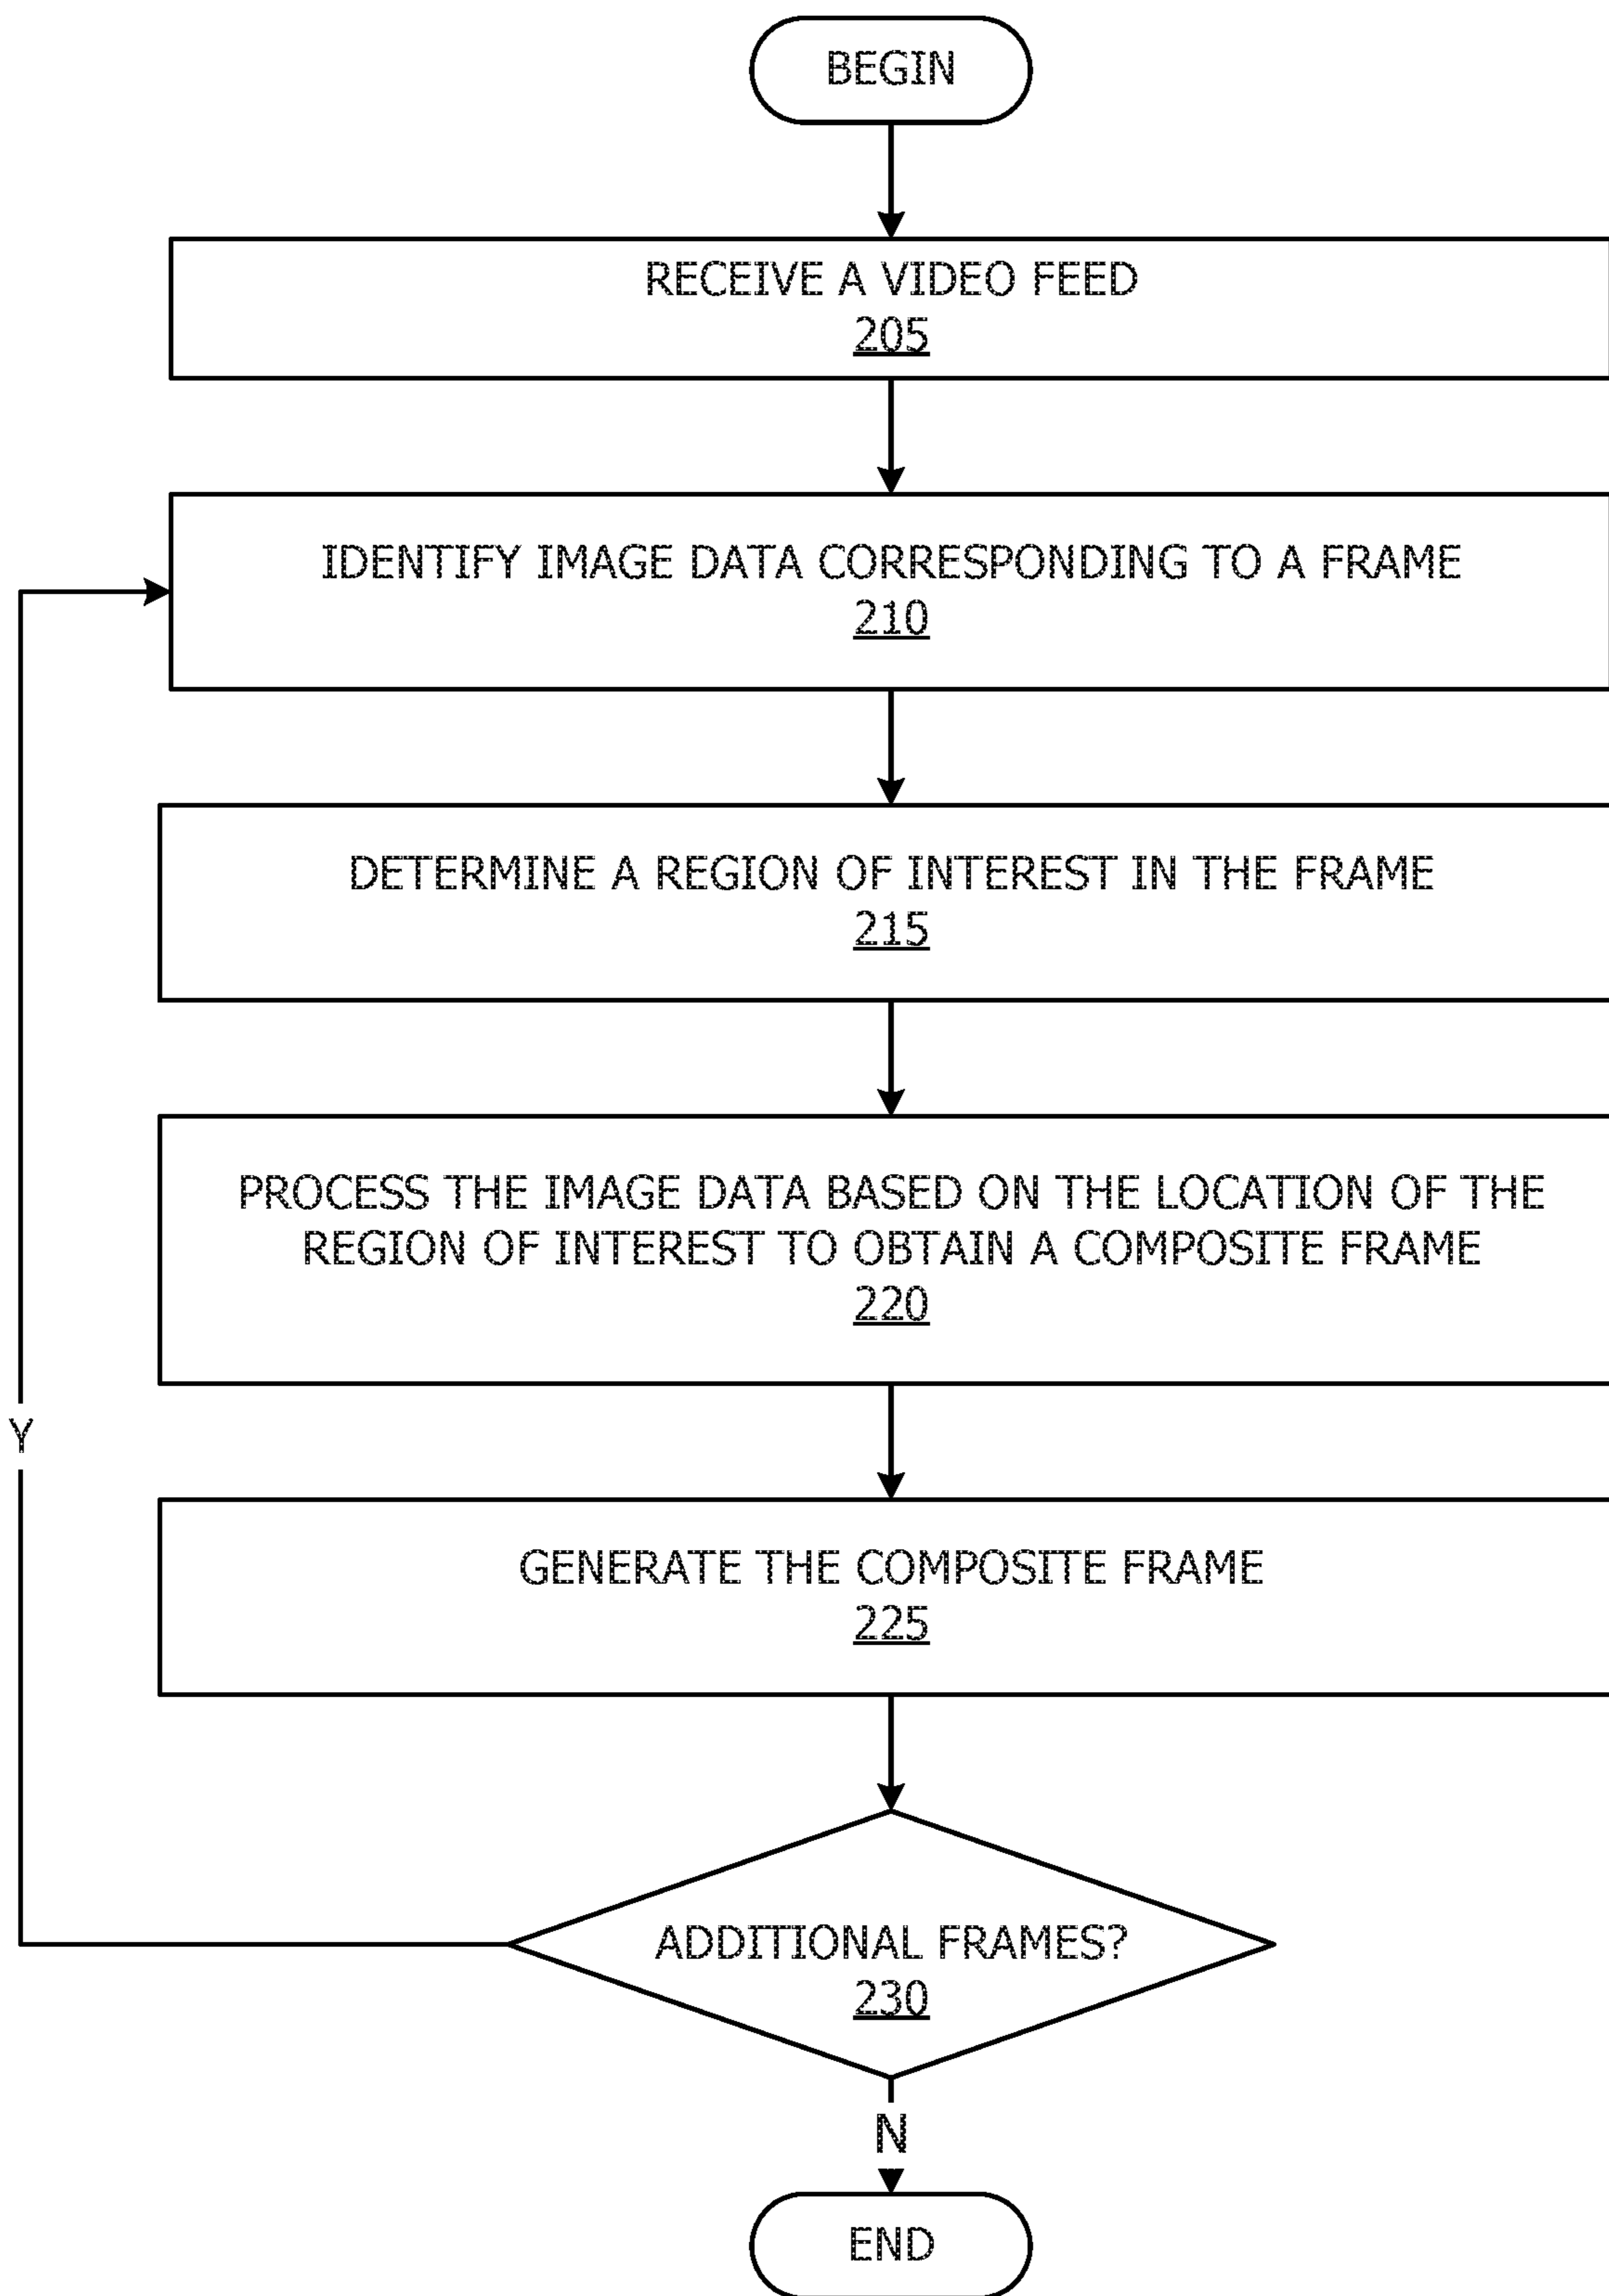 BEGIN
RECEIVE A VIDEO FEED
205
IDENTIFY IMAGE DATA CORRESPONDING TO A FRAME
210
DETERMINE A REGION OF INTEREST IN THE FRAME
215
PROCESS THE IMAGE DATA BASED ON THE LOCATION OF THE
REGION OF INTEREST TO OBTAIN A COMPOSITE FRAME
220
Y
GENERATE THE COMPOSITE FRAME
225
ADDITIONAL FRAMES?
230
N
END